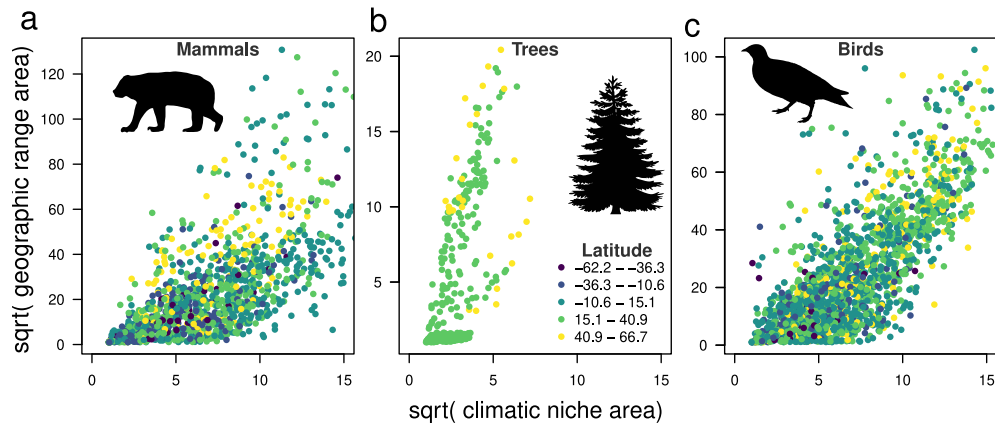 a
Mammals
sqrt( geographic range area)
120
100
80
60
40
20
0
0
5
10
15
b
Trees
20
15
10
5
0
5
10
15
Latitude
−62.2 − −36.3
−36.3 − −10.6
−10.6 − 15.1
15.1 − 40.9
40.9 − 66.7
sqrt( climatic niche area)
c
Birds
100
80
60
40
20
0
0
5
10
15